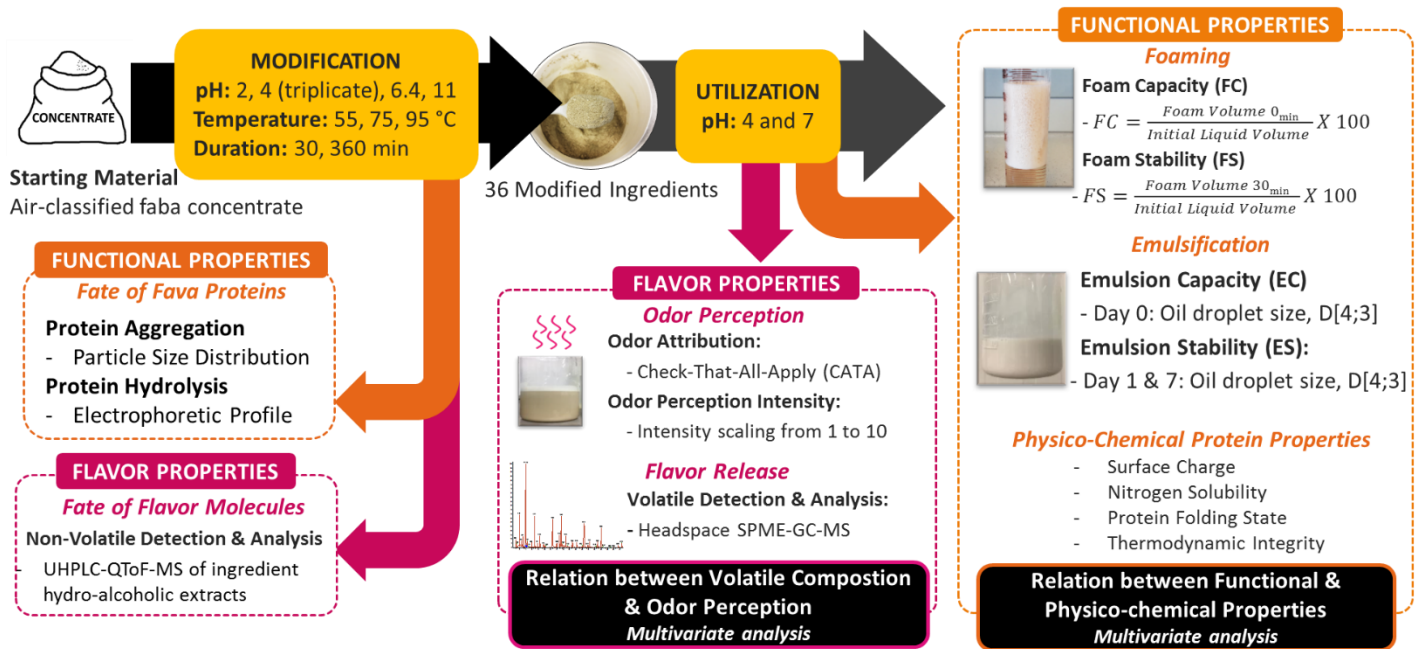 CONCENTRATE
Starting Material
Air-classified faba concentrate
MODIFICATION
pH: 2, 4 (triplicate), 6.4, 11
Temperature: 55, 75, 95 °C
Duration: 30, 360 min
36 Modified Ingredients
UTILIZATION
pH: 4 and 7
FUNCTIONAL PROPERTIES
Fate of Fava Proteins
Protein Aggregation
- Particle Size Distribution
Protein Hydrolysis
- Electrophoretic Profile
FLAVOR PROPERTIES
Fate of Flavor Molecules
Non-Volatile Detection & Analysis
- UHPLC-QToF-MS of ingredient
hydro-alcoholic extracts
FLAVOR PROPERTIES
Odor Perception
Odor Attribution:
- Check-That-All-Apply (CATA)
Odor Perception Intensity:
- Intensity scaling from 1 to 10
Flavor Release
Volatile Detection & Analysis:
- Headspace SPME-GC-MS
Relation between Volatile Compostion
& Odor Perception
Multivariate analysis
FUNCTIONAL PROPERTIES
Foaming
Foam Capacity (FC)
- FC = Foam Volume 0min / Initial Liquid Volume X 100
Foam Stability (FS)
- FS = Foam Volume 30min / Initial Liquid Volume X 100
Emulsification
Emulsion Capacity (EC)
- Day 0: Oil droplet size, D[4;3]
Emulsion Stability (ES):
- Day 1 & 7: Oil droplet size, D[4;3]
Physico-Chemical Protein Properties
- Surface Charge
- Nitrogen Solubility
- Protein Folding State
- Thermodynamic Integrity
Relation between Functional &
Physico-chemical Properties
Multivariate analysis